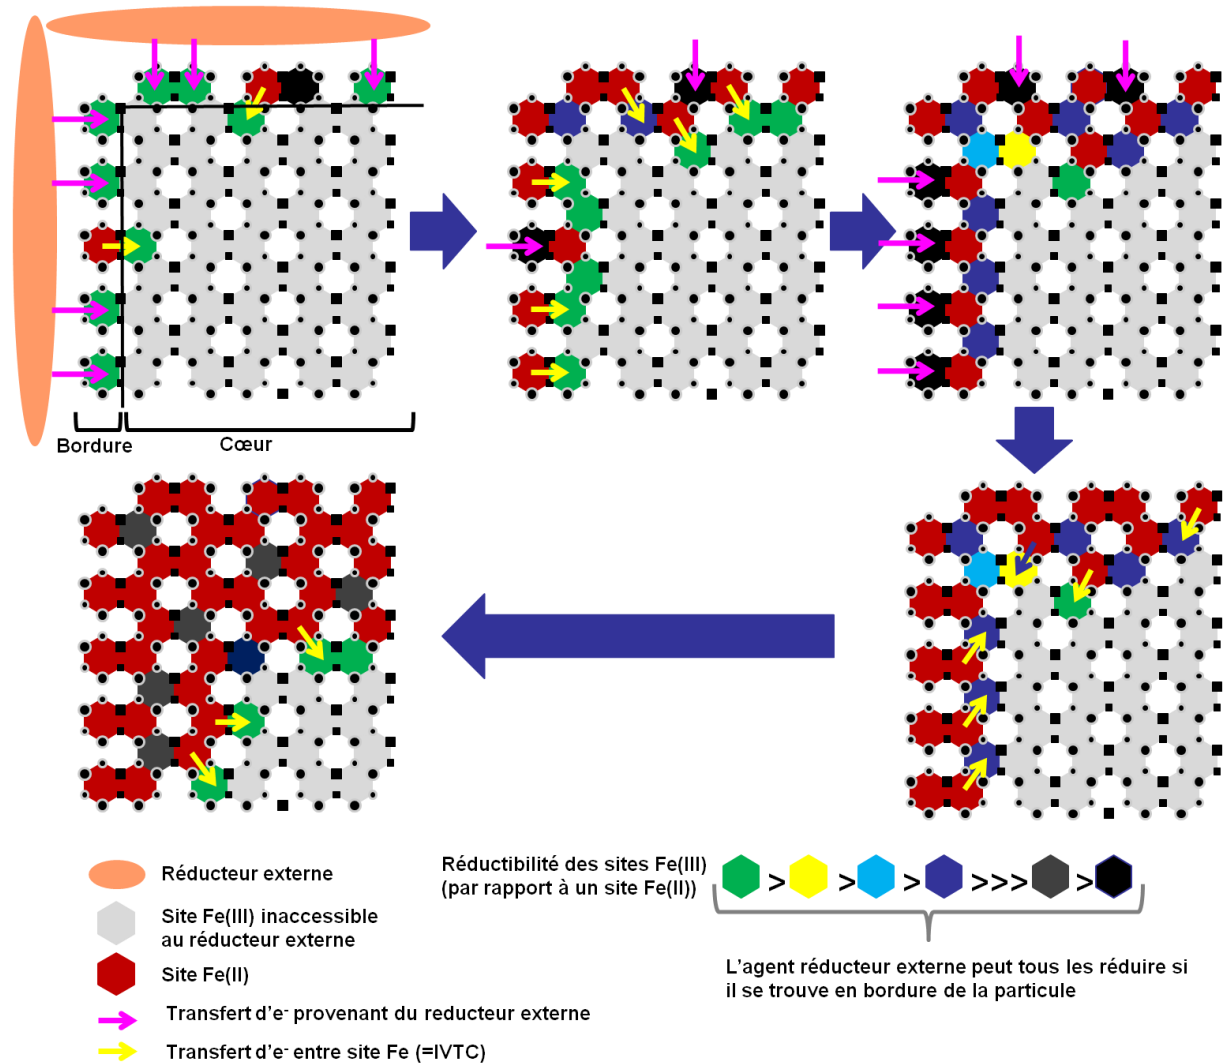 Bordure
Cœur
Réducteur externe
Site Fe(III) inaccessible
au réducteur externe
Site Fe(II)
Transfert d'e- provenant du reducteur externe
Transfert d'e- entre site Fe (=IVTC)
Réductibilité des sites Fe(III)
(par rapport à un site Fe(II))
> > > >>> >
L'agent réducteur externe peut tous les réduire si
il se trouve en bordure de la particule